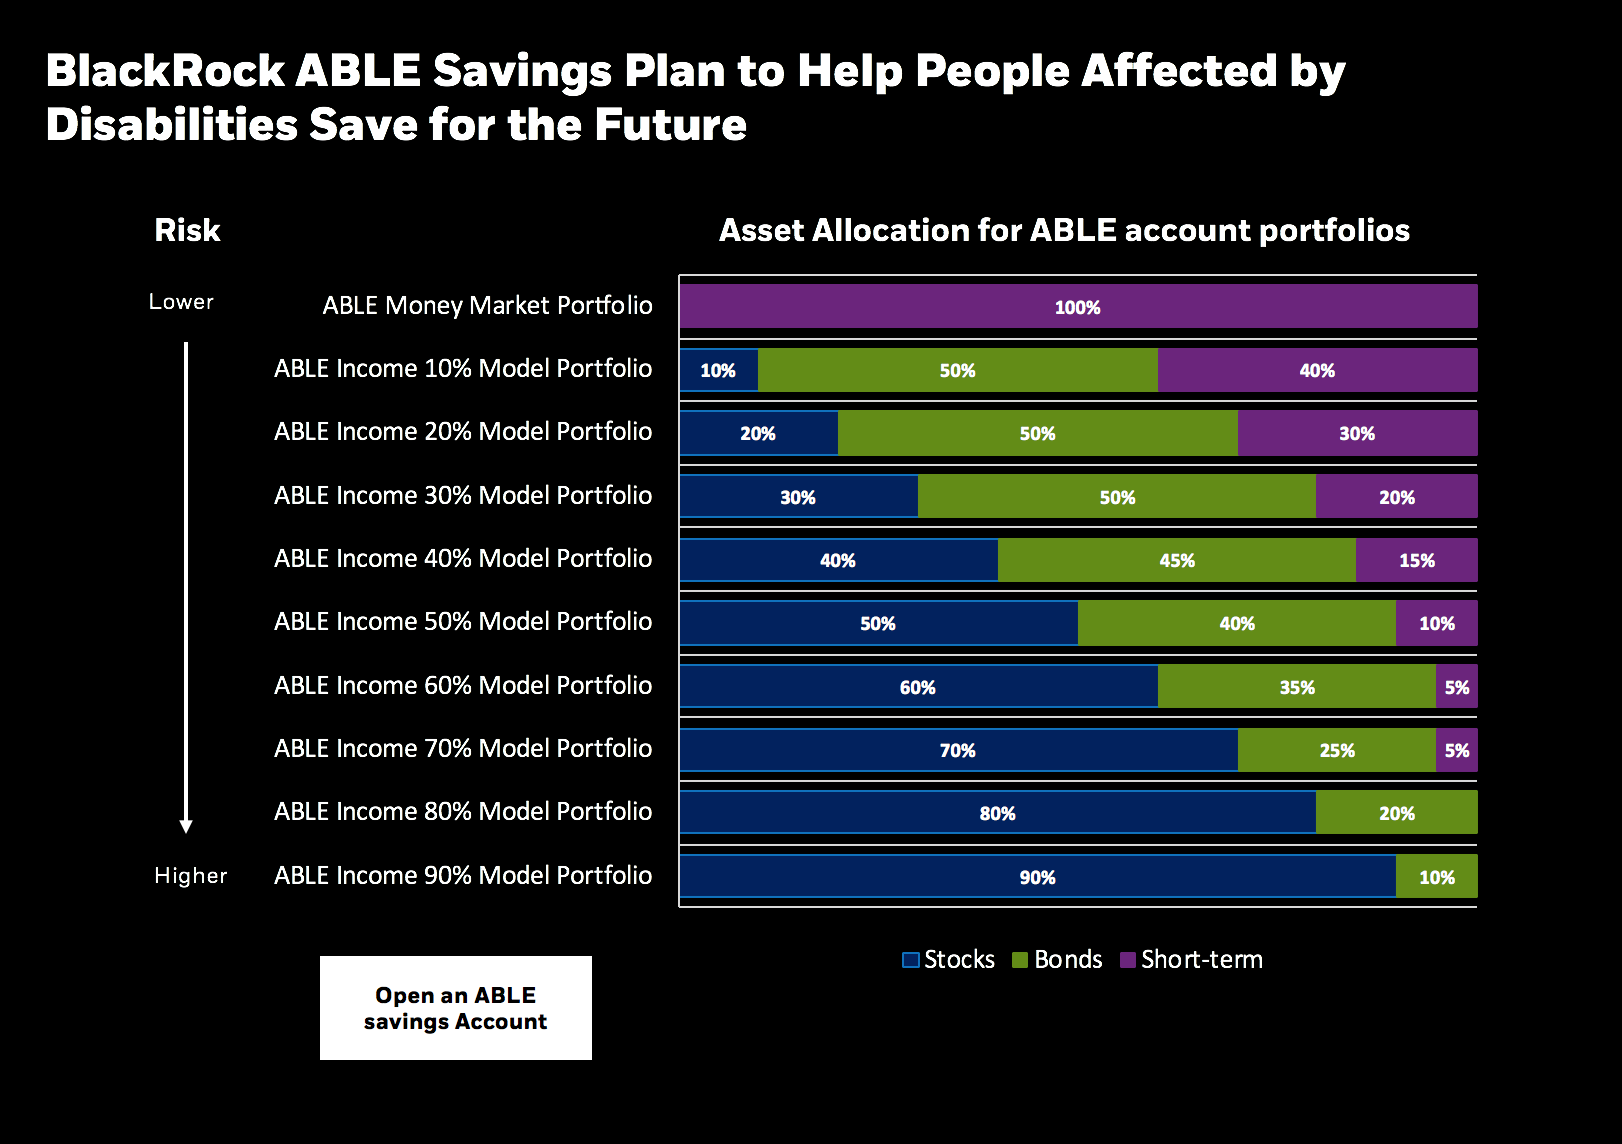 BlackRock ABLE Savings Plan to Help People Affected by
Disabilities Save for the Future
Risk
Asset Allocation for ABLE account portfolios
Lower
ABLE Money Market Portfolio 100%
ABLE Income 10% Model Portfolio 10% 50% 40%
ABLE Income 20% Model Portfolio 20% 50% 30%
ABLE Income 30% Model Portfolio 30% 50% 20%
ABLE Income 40% Model Portfolio 40% 45% 15%
ABLE Income 50% Model Portfolio 50% 40% 10%
ABLE Income 60% Model Portfolio 60% 35% 5%
ABLE Income 70% Model Portfolio 70% 25% 5%
ABLE Income 80% Model Portfolio 80% 20%
Higher
ABLE Income 90% Model Portfolio 90% 10%
Stocks Bonds Short-term
Open an ABLE
savings Account